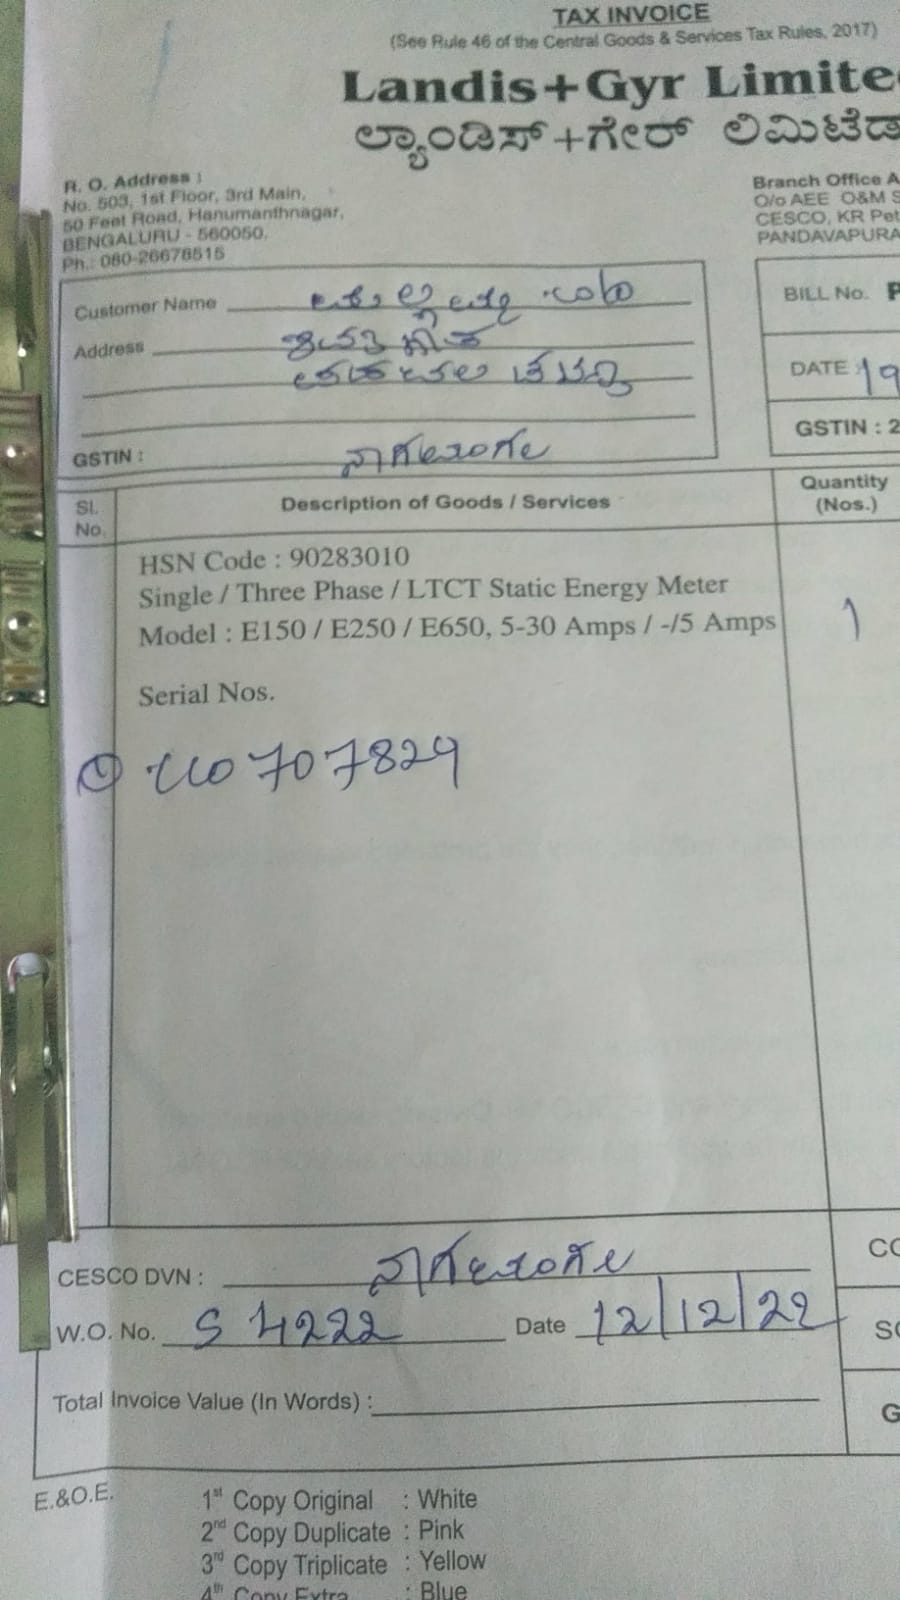 TAX INVOICE
(See Rule 46 of the Central Goods & Services Tax Rules, 2017)
Landis+Gyr Limite
ಲ್ಯಾಂಡಿಸ್+ಗೇರ್ ಲಿಮಿಟೆಡ
R. O. Address :
No. 503, 1st Floor, 3rd Main,
50 Feet Road, Hanumanthnagar,
BENGALURU - 560050.
Ph.: 080-26678515
Branch Office A
O/o AEE O&M S
CESCO, KR Pet
PANDAVAPURA
Customer Name
Address
GSTIN : ನಾಗಮಂಗಲ
BILL No. P
DATE : 19
GSTIN : 2
Sl. No.
Description of Goods / Services
Quantity (Nos.)
HSN Code : 90283010
Single / Three Phase / LTCT Static Energy Meter
Model : E150 / E250 / E650, 5-30 Amps / -/5 Amps
1
Serial Nos.
707829
CESCO DVN : ನಾಗಮಂಗಲ
W.O. No. S 4222 Date 12/12/22
Total Invoice Value (In Words) :
CC
SC
G
E.&O.E.
1st Copy Original : White
2nd Copy Duplicate : Pink
3rd Copy Triplicate : Yellow
4th Copy Extra : Blue